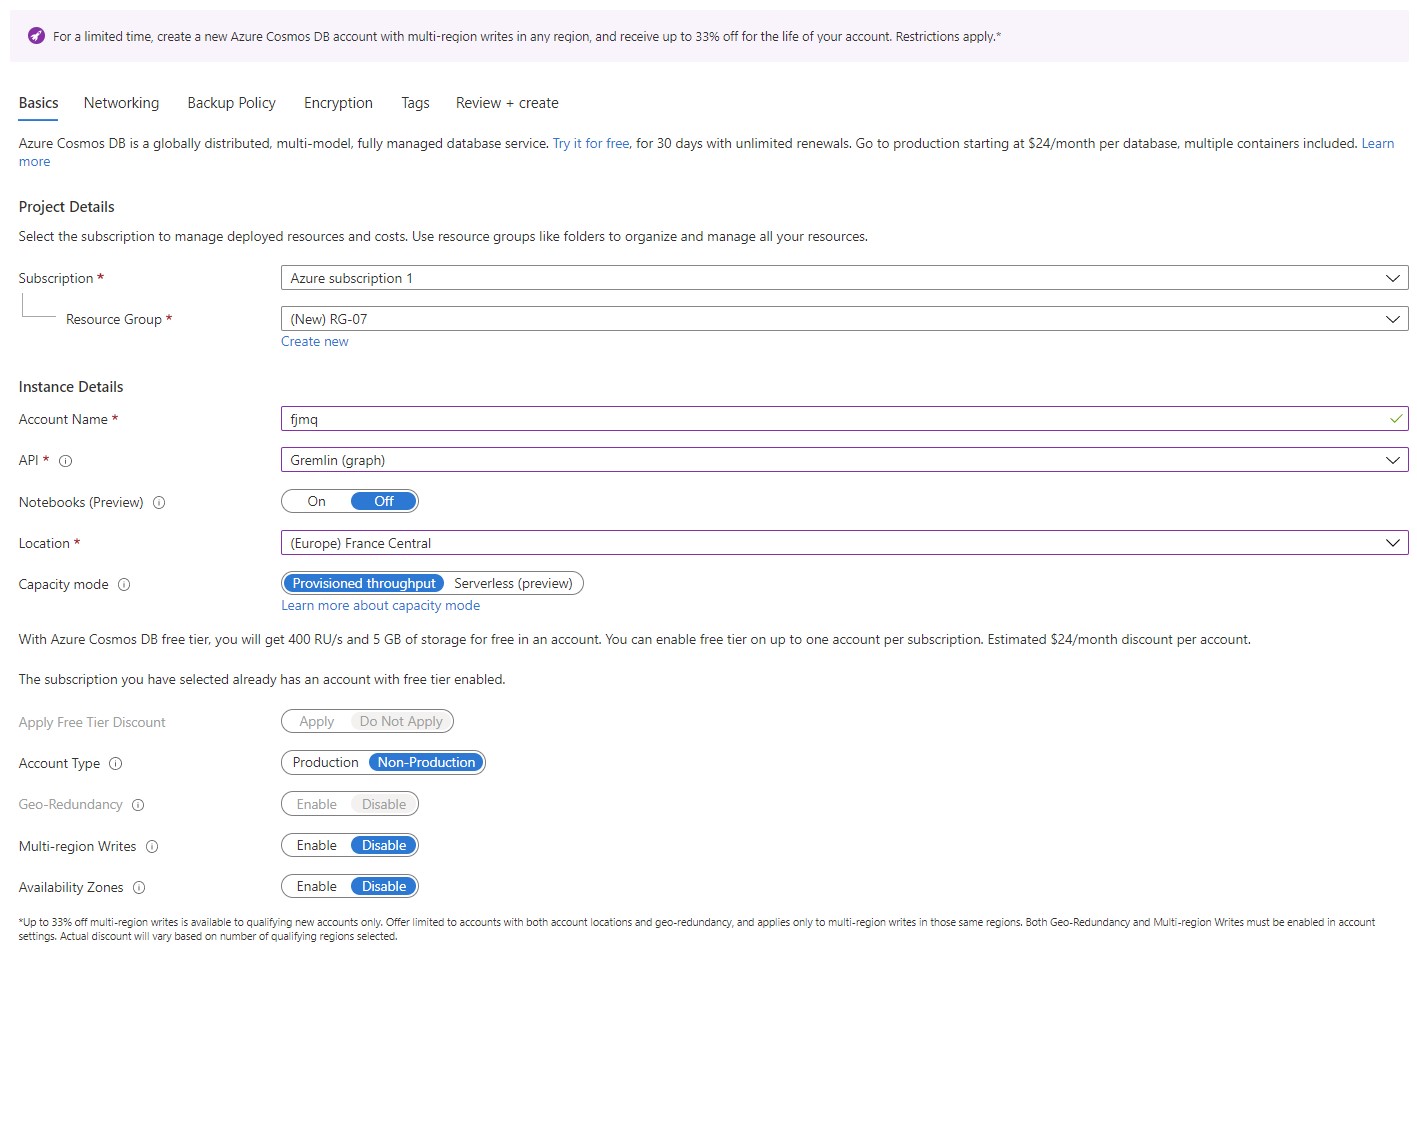 For a limited time, create a new Azure Cosmos DB account with multi-region writes in any region, and receive up to 33% off for the life of your account. Restrictions apply.*
Basics Networking Backup Policy Encryption Tags Review + create
Azure Cosmos DB is a globally distributed, multi-model, fully managed database service. Try it for free, for 30 days with unlimited renewals. Go to production starting at $24/month per database, multiple containers included. Learn
more
Project Details
Select the subscription to manage deployed resources and costs. Use resource groups like folders to organize and manage all your resources.
Subscription * Azure subscription 1
Resource Group * (New) RG-07
Create new
Instance Details
Account Name * fjmq
API * Gremlin (graph)
Notebooks (Preview) On Off
Location * (Europe) France Central
Capacity mode Provisioned throughput Serverless (preview)
Learn more about capacity mode
With Azure Cosmos DB free tier, you will get 400 RU/s and 5 GB of storage for free in an account. You can enable free tier on up to one account per subscription. Estimated $24/month discount per account.
The subscription you have selected already has an account with free tier enabled.
Apply Free Tier Discount Apply Do Not Apply
Account Type Production Non-Production
Geo-Redundancy Enable Disable
Multi-region Writes Enable Disable
Availability Zones Enable Disable
*Up to 33% off multi-region writes is available to qualifying new accounts only. Offer limited to accounts with both account locations and geo-redundancy, and applies only to multi-region writes in those same regions. Both Geo-Redundancy and Multi-region Writes must be enabled in account
settings. Actual discount will vary based on number of qualifying regions selected.